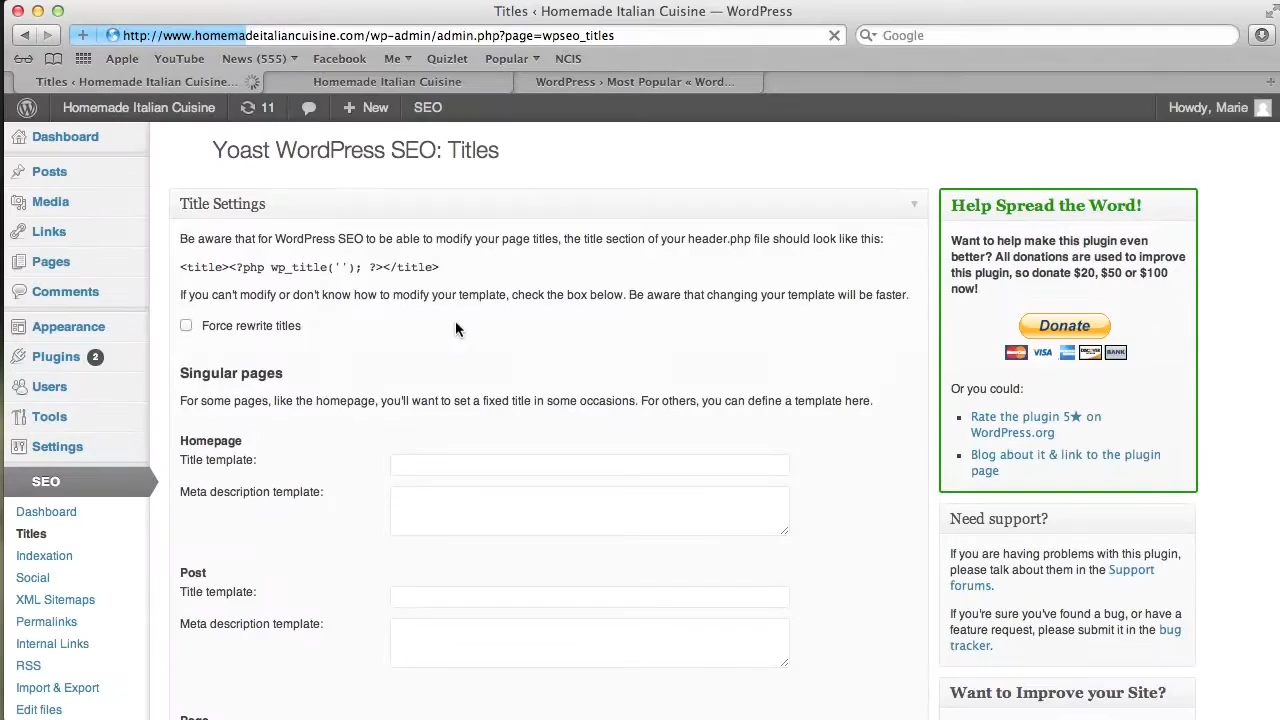 Titles ‹ Homemade Italian Cuisine — WordPress
http://www.homemadeitaliancuisine.com/wp-admin/admin.php?page=wpseo_titles
Google
Apple YouTube News (555) Facebook Me Quizlet Popular NCIS
Titles ‹ Homemade Italian Cuisine... Homemade Italian Cuisine WordPress › Most Popular « Word...
Homemade Italian Cuisine 11 New SEO Howdy, Marie
Dashboard
Posts
Media
Links
Pages
Comments
Appearance
Plugins 2
Users
Tools
Settings
SEO
Dashboard
Titles
Indexation
Social
XML Sitemaps
Permalinks
Internal Links
RSS
Import & Export
Edit files
Yoast WordPress SEO: Titles
Title Settings
Be aware that for WordPress SEO to be able to modify your page titles, the title section of your header.php file should look like this:
<title><?php wp_title(''); ?></title>
If you can't modify or don't know how to modify your template, check the box below. Be aware that changing your template will be faster.
Force rewrite titles
Singular pages
For some pages, like the homepage, you'll want to set a fixed title in some occasions. For others, you can define a template here.
Homepage
Title template:
Meta description template:
Post
Title template:
Meta description template:
Page
Help Spread the Word!
Want to help make this plugin even
better? All donations are used to improve
this plugin, so donate $20, $50 or $100
now!
Donate
VISA BANK
Or you could:
Rate the plugin 5★ on
WordPress.org
Blog about it & link to the plugin
page
Need support?
If you are having problems with this plugin,
please talk about them in the Support
forums.
If you're sure you've found a bug, or have a
feature request, please submit it in the bug
tracker.
Want to Improve your Site?